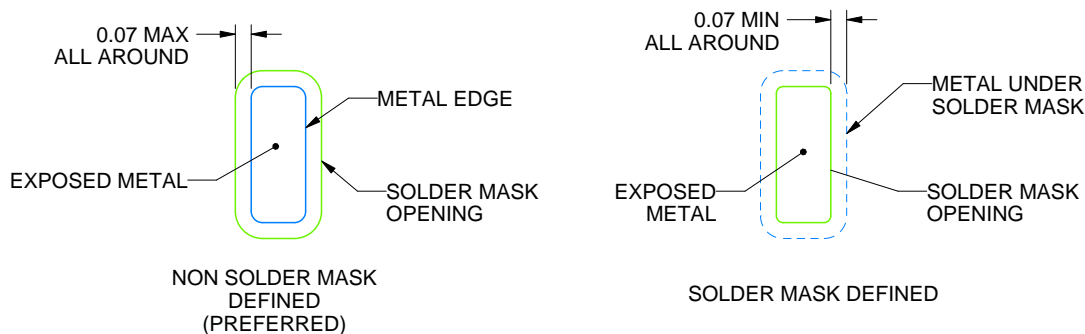 0.07 MAX
ALL AROUND
METAL EDGE
EXPOSED METAL
SOLDER MASK
OPENING
NON SOLDER MASK
DEFINED
(PREFERRED)
0.07 MIN
ALL AROUND
METAL UNDER
SOLDER MASK
EXPOSED
METAL
SOLDER MASK
OPENING
SOLDER MASK DEFINED